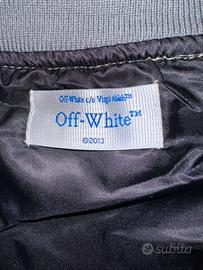 Off-White c/o Virgil Abloh™
Off-White™
©2013
subito